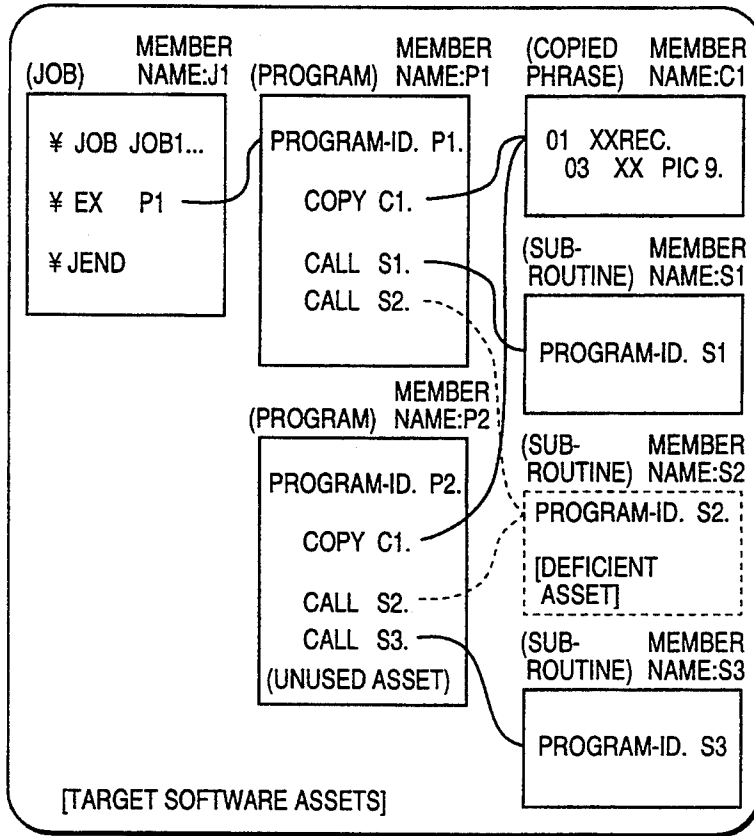 (JOB)
MEMBER
NAME:J1
¥ JOB JOB1...
¥ EX P1
¥ JEND
(PROGRAM)
MEMBER
NAME:P1
PROGRAM-ID. P1.
COPY C1.
CALL S1.
CALL S2.
(PROGRAM)
MEMBER
NAME:P2
PROGRAM-ID. P2.
COPY C1.
CALL S2.
CALL S3.
(UNUSED ASSET)
(COPIED
PHRASE)
MEMBER
NAME:C1
01 XXREC.
03 XX PIC 9.
(SUB-
ROUTINE)
MEMBER
NAME:S1
PROGRAM-ID. S1
(SUB-
ROUTINE)
MEMBER
NAME:S2
PROGRAM-ID. S2.
[DEFICIENT
ASSET]
(SUB-
ROUTINE)
MEMBER
NAME:S3
PROGRAM-ID. S3
[TARGET SOFTWARE ASSETS]